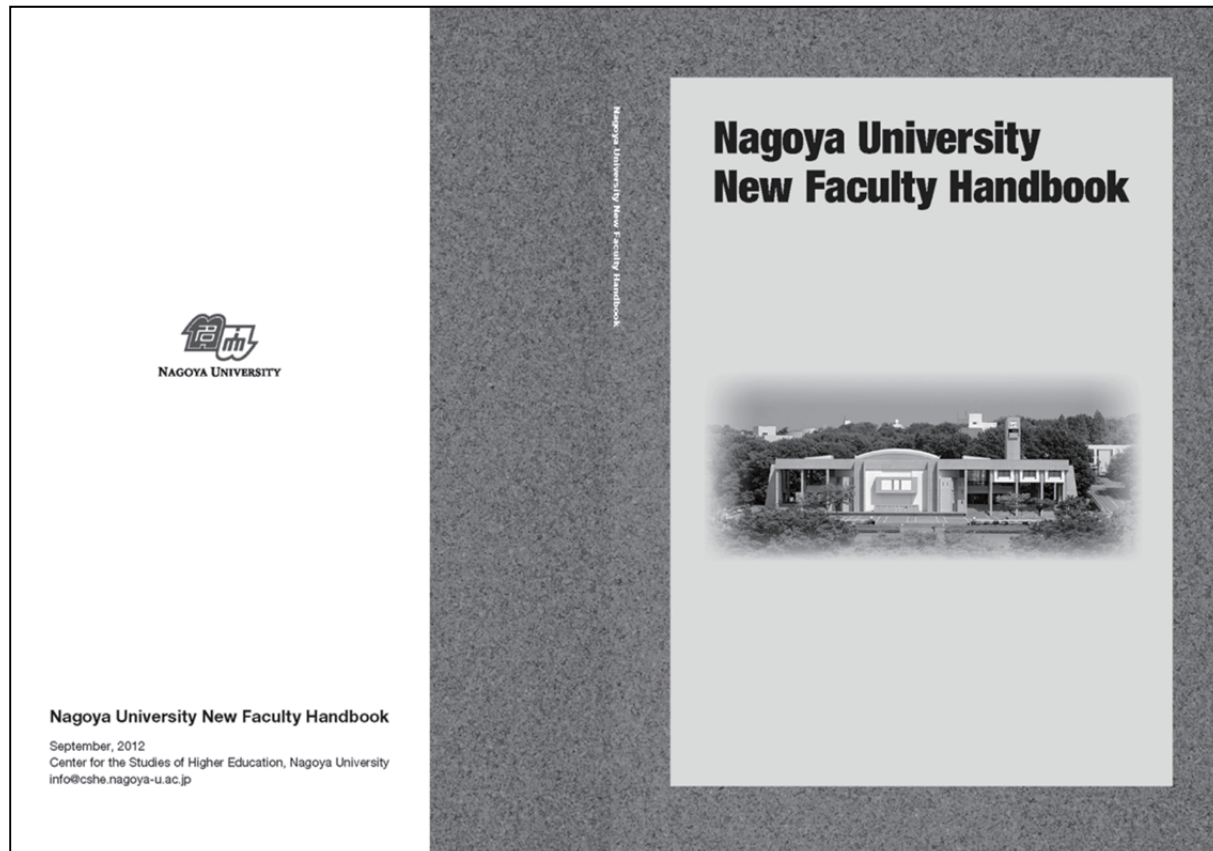 NAGOYA UNIVERSITY
Nagoya University New Faculty Handbook
September, 2012
Center for the Studies of Higher Education, Nagoya University
info@cshe.nagoya-u.ac.jp
Nagoya University New Faculty Handbook
Nagoya University
New Faculty Handbook